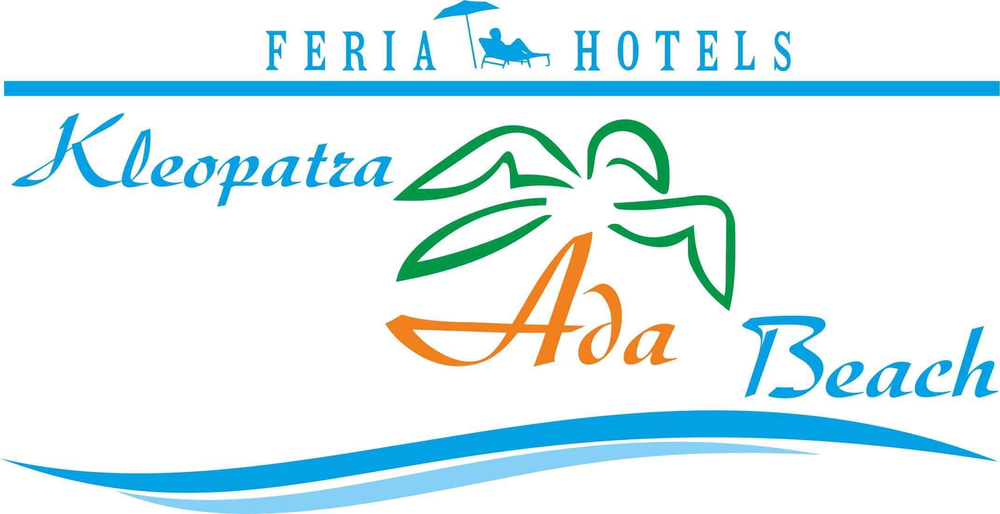 FERIA HOTELS
Kleopatra
Ada
Beach